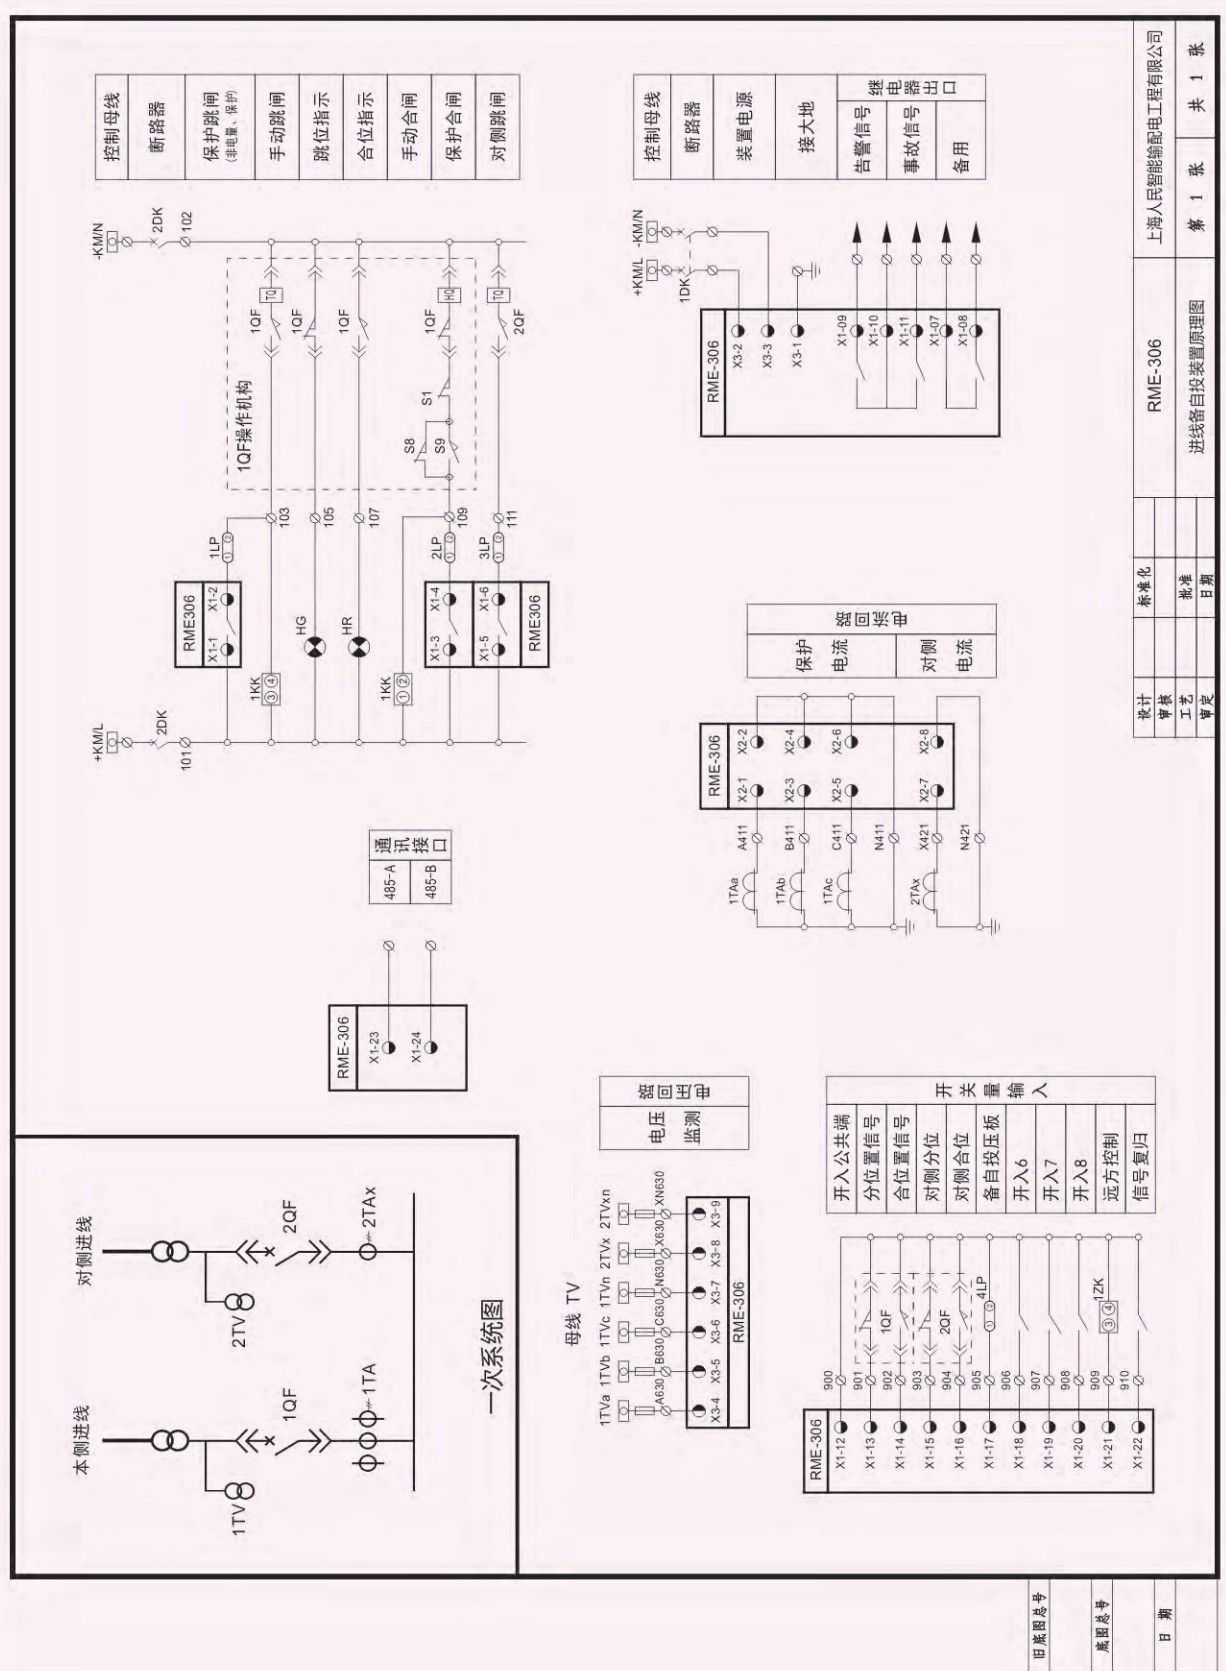 一次系统图
本侧进线
对侧进线
1TV
2TV
1QF
2QF
1TA
2TAx
RME-306
X1-23
X1-24
485-A
485-B
通讯接口
+KM/L
2DK
101
-KM/N
2DK
102
控制母线
断路器
保护跳闸
(非电量、保护)
手动跳闸
跳位指示
合位指示
手动合闸
保护合闸
对侧跳闸
RME306
X1-1
X1-2
1LP
① ②
1KK
③ ④
103
1QF
TQ
HG
105
1QF
HR
107
1QF
1KK
① ②
X1-3
X1-4
2LP
① ②
109
S8
S9
S1
1QF
HQ
X1-5
X1-6
3LP
① ②
111
2QF
TQ
RME306
1QF操作机构
母线 TV
1TVa
1TVb
1TVc
1TVn
2TVx
2TVxn
A630
B630
C630
N630
X630
XN630
X3-4
X3-5
X3-6
X3-7
X3-8
X3-9
RME-306
电压监测
电压回路
RME-306
X2-1
X2-2
X2-3
X2-4
X2-5
X2-6
X2-7
X2-8
1TAa
1TAb
1TAc
2TAx
A411
B411
C411
N411
X421
N421
保护电流
对侧电流
电流回路
+KM/L
-KM/N
1DK
RME-306
X3-2
X3-3
X3-1
X1-09
X1-10
X1-11
X1-07
X1-08
控制母线
断路器
装置电源
接大地
告警信号
事故信号
备用
继电器出口
RME-306
X1-12
X1-13
X1-14
X1-15
X1-16
X1-17
X1-18
X1-19
X1-20
X1-21
X1-22
900
901
902
903
904
905
906
907
908
909
910
1QF
2QF
4LP
① ②
1ZK
③ ④
开入公共端
分位置信号
合位置信号
对侧分位
对侧合位
备自投压板
开入6
开入7
开入8
远方控制
信号复归
开关量输入
设计
审核
工艺
审定
标准化
批准
日期
RME-306
进线备自投装置原理图
上海人民智能输配电工程有限公司
第 1 张
共 1 张
旧底图总号
底图总号
日期